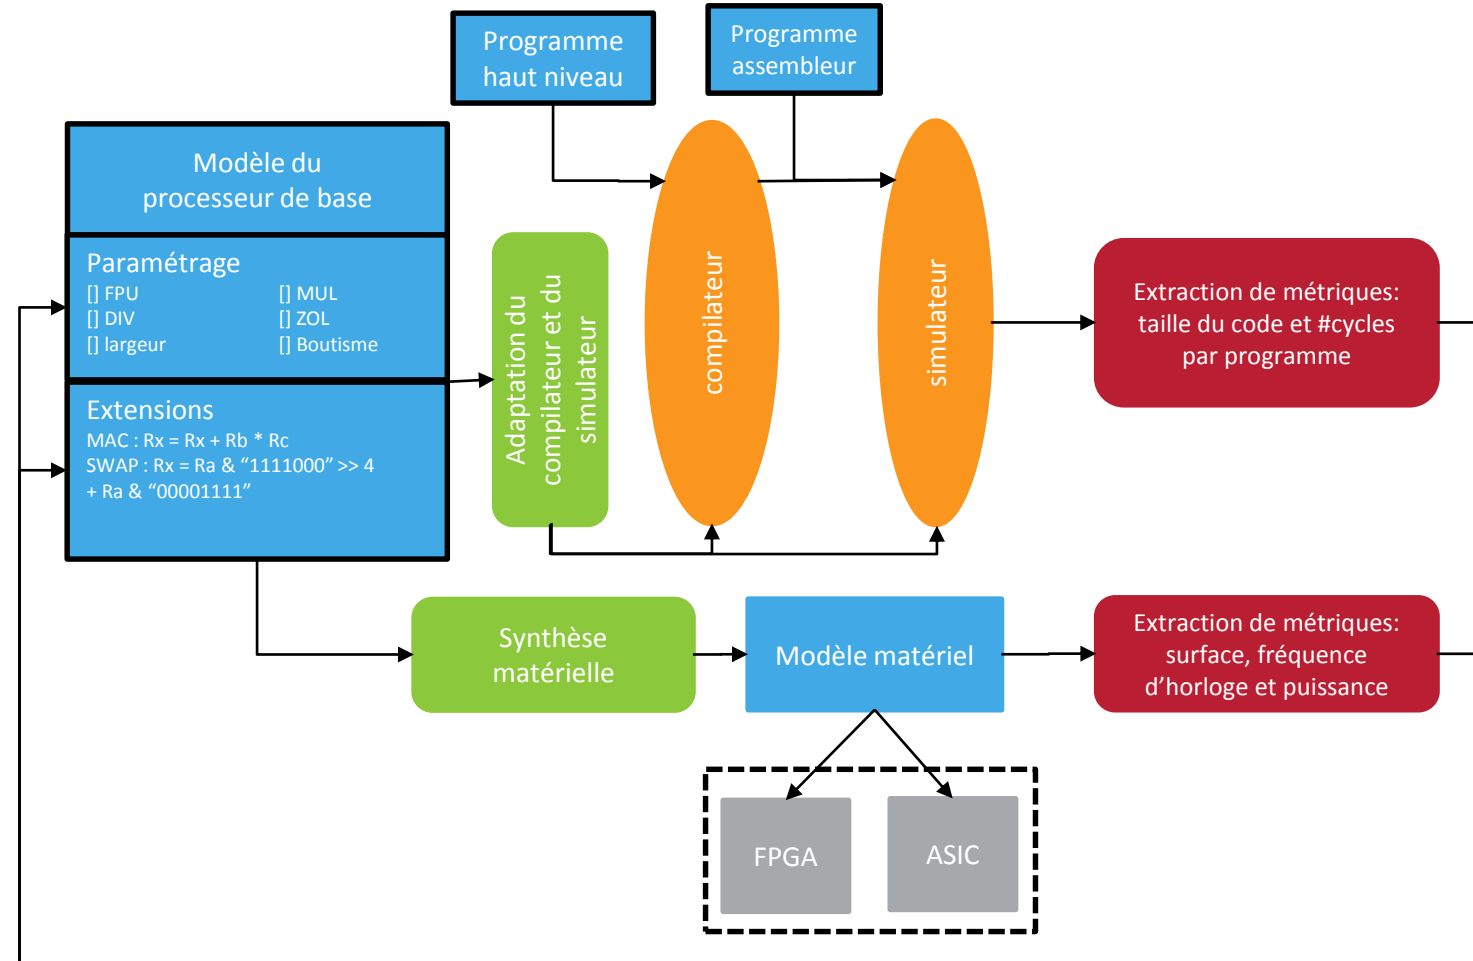 Programme
haut niveau
Programme
assembleur
Modèle du
processeur de base
Paramétrage
[] FPU [] MUL
[] DIV [] ZOL
[] largeur [] Boutisme
Extensions
MAC : Rx = Rx + Rb * Rc
SWAP : Rx = Ra & “1111000” >> 4
+ Ra & “00001111”
Adaptation du
compilateur et du
simulateur
compilateur
simulateur
Extraction de métriques:
taille du code et #cycles
par programme
Synthèse
matérielle
Modèle matériel
Extraction de métriques:
surface, fréquence
d’horloge et puissance
FPGA
ASIC